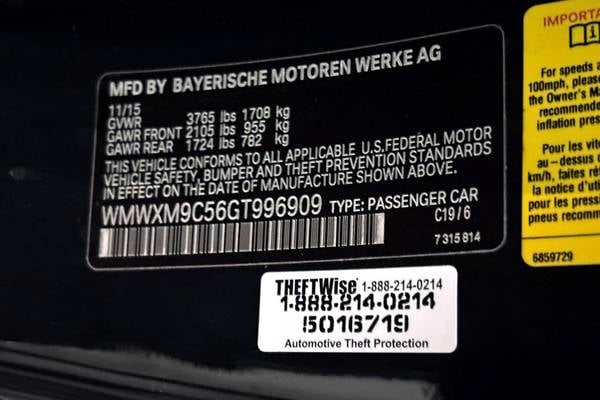 MFD BY BAYERISCHE MOTOREN WERKE AG
11/15
GVWR 3765 lbs 1708 kg
GAWR FRONT 2105 lbs 955 kg
GAWR REAR 1724 lbs 782 kg
THIS VEHICLE CONFORMS TO ALL APPLICABLE U.S.FEDERAL MOTOR
VEHICLE SAFETY, BUMPER AND THEFT PREVENTION STANDARDS
IN EFFECT ON THE DATE OF MANUFACTURE SHOWN ABOVE.
WMWXM9C56GT996909 TYPE: PASSENGER CAR
C19/6
7 315 814
THEFTWise® 1-888-214-0214
1-888-214-0214
5016719
Automotive Theft Protection
IMPORTA
i
For speeds a
100mph, please
the Owner's Ma
recommende
inflation pres
Pour les vit
au-dessus d
km/h, faites réf
la notice d'uti
pour les press
pneus recomm
6859729